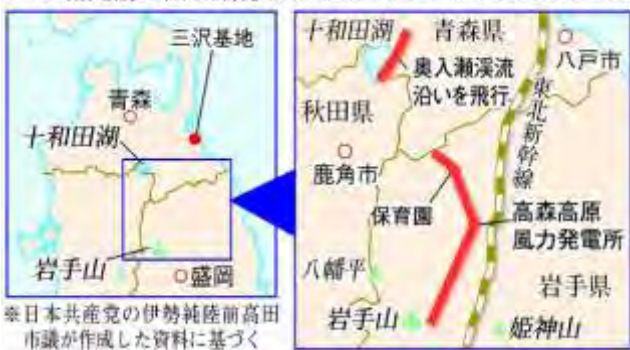 三沢基地
青森
十和田湖
岩手山
盛岡
※日本共産党の伊勢純陸前高田
市議が作成した資料に基づく
十和田湖
青森県
八戸市
奥入瀬渓流
沿いを飛行
秋田県
東北新幹線
鹿角市
保育園
高森高原
風力発電所
八幡平
岩手県
岩手山
姫神山